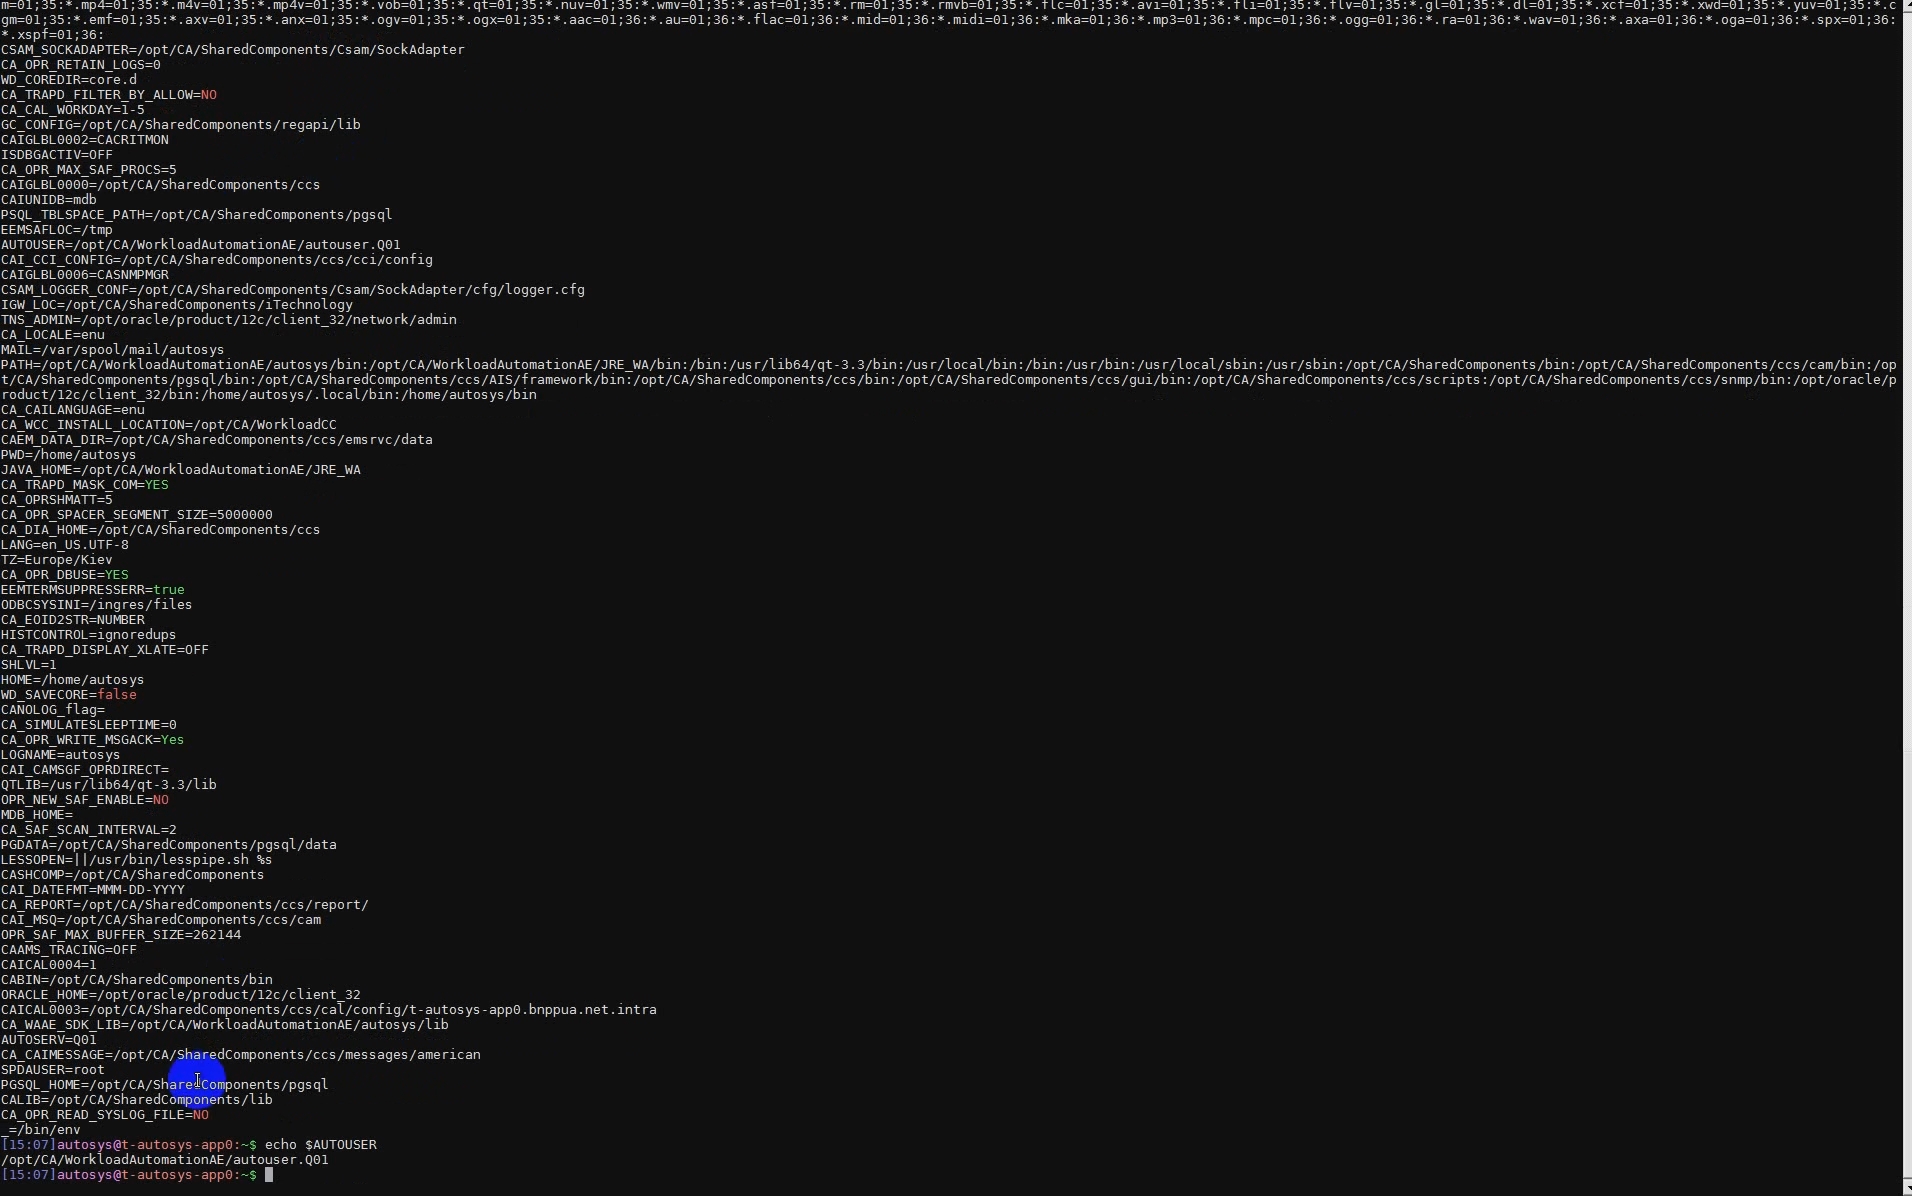 m=01;35:*.mp4=01;35:*.m4v=01;35:*.mp4v=01;35:*.vob=01;35:*.qt=01;35:*.nuv=01;35:*.wmv=01;35:*.asf=01;35:*.rm=01;35:*.rmvb=01;35:*.flc=01;35:*.avi=01;35:*.fli=01;35:*.flv=01;35:*.gl=01;35:*.dl=01;35:*.xcf=01;35:*.xwd=01;35:*.yuv=01;35:*.c
gm=01;35:*.emf=01;35:*.axv=01;35:*.anx=01;35:*.ogv=01;35:*.ogx=01;35:*.aac=01;36:*.au=01;36:*.flac=01;36:*.mid=01;36:*.midi=01;36:*.mka=01;36:*.mp3=01;36:*.mpc=01;36:*.ogg=01;36:*.ra=01;36:*.wav=01;36:*.axa=01;36:*.oga=01;36:*.spx=01;36:
*.xspf=01;36:
CSAM_SOCKADAPTER=/opt/CA/SharedComponents/Csam/SockAdapter
CA_OPR_RETAIN_LOGS=0
WD_COREDIR=core.d
CA_TRAPD_FILTER_BY_ALLOW=NO
CA_CAL_WORKDAY=1-5
GC_CONFIG=/opt/CA/SharedComponents/regapi/lib
CAIGLBL0002=CACRITMON
ISDBGACTIV=OFF
CA_OPR_MAX_SAF_PROCS=5
CAIGLBL0000=/opt/CA/SharedComponents/ccs
CAIUNIDB=mdb
PSQL_TBLSPACE_PATH=/opt/CA/SharedComponents/pgsql
EEMSAFLOC=/tmp
AUTOUSER=/opt/CA/WorkloadAutomationAE/autouser.Q01
CAI_CCI_CONFIG=/opt/CA/SharedComponents/ccs/cci/config
CAIGLBL0006=CASNMPMGR
CSAM_LOGGER_CONF=/opt/CA/SharedComponents/Csam/SockAdapter/cfg/logger.cfg
IGW_LOC=/opt/CA/SharedComponents/iTechnology
TNS_ADMIN=/opt/oracle/product/12c/client_32/network/admin
CA_LOCALE=enu
MAIL=/var/spool/mail/autosys
PATH=/opt/CA/WorkloadAutomationAE/autosys/bin:/opt/CA/WorkloadAutomationAE/JRE_WA/bin:/bin:/usr/lib64/qt-3.3/bin:/usr/local/bin:/bin:/usr/bin:/usr/local/sbin:/usr/sbin:/opt/CA/SharedComponents/bin:/opt/CA/SharedComponents/ccs/cam/bin:/op
t/CA/SharedComponents/pgsql/bin:/opt/CA/SharedComponents/ccs/AIS/framework/bin:/opt/CA/SharedComponents/ccs/bin:/opt/CA/SharedComponents/ccs/gui/bin:/opt/CA/SharedComponents/ccs/scripts:/opt/CA/SharedComponents/ccs/snmp/bin:/opt/oracle/p
roduct/12c/client_32/bin:/home/autosys/.local/bin:/home/autosys/bin
CA_CAILANGUAGE=enu
CA_WCC_INSTALL_LOCATION=/opt/CA/WorkloadCC
CAEM_DATA_DIR=/opt/CA/SharedComponents/ccs/emsrvc/data
PWD=/home/autosys
JAVA_HOME=/opt/CA/WorkloadAutomationAE/JRE_WA
CA_TRAPD_MASK_COM=YES
CA_OPRSHMATT=5
CA_OPR_SPACER_SEGMENT_SIZE=5000000
CA_DIA_HOME=/opt/CA/SharedComponents/ccs
LANG=en_US.UTF-8
TZ=Europe/Kiev
CA_OPR_DBUSE=YES
EEMTERMSUPPRESSERR=true
ODBCSYSINI=/ingres/files
CA_EOID2STR=NUMBER
HISTCONTROL=ignoredups
CA_TRAPD_DISPLAY_XLATE=OFF
SHLVL=1
HOME=/home/autosys
WD_SAVECORE=false
CANOLOG_flag=
CA_SIMULATESLEEPTIME=0
CA_OPR_WRITE_MSGACK=Yes
LOGNAME=autosys
CAI_CAMSGF_OPRDIRECT=
QTLIB=/usr/lib64/qt-3.3/lib
OPR_NEW_SAF_ENABLE=NO
MDB_HOME=
CA_SAF_SCAN_INTERVAL=2
PGDATA=/opt/CA/SharedComponents/pgsql/data
LESSOPEN=||/usr/bin/lesspipe.sh %s
CASHCOMP=/opt/CA/SharedComponents
CAI_DATEFMT=MMM-DD-YYYY
CA_REPORT=/opt/CA/SharedComponents/ccs/report/
CAI_MSQ=/opt/CA/SharedComponents/ccs/cam
OPR_SAF_MAX_BUFFER_SIZE=262144
CAAMS_TRACING=OFF
CAICAL0004=1
CABIN=/opt/CA/SharedComponents/bin
ORACLE_HOME=/opt/oracle/product/12c/client_32
CAICAL0003=/opt/CA/SharedComponents/ccs/cal/config/t-autosys-app0.bnppua.net.intra
CA_WAAE_SDK_LIB=/opt/CA/WorkloadAutomationAE/autosys/lib
AUTOSERV=Q01
CA_CAIMESSAGE=/opt/CA/SharedComponents/ccs/messages/american
SPDAUSER=root
PGSQL_HOME=/opt/CA/SharedComponents/pgsql
CALIB=/opt/CA/SharedComponents/lib
CA_OPR_READ_SYSLOG_FILE=NO
_=/bin/env
[15:07]autosys@t-autosys-app0:~$ echo $AUTOUSER
/opt/CA/WorkloadAutomationAE/autouser.Q01
[15:07]autosys@t-autosys-app0:~$